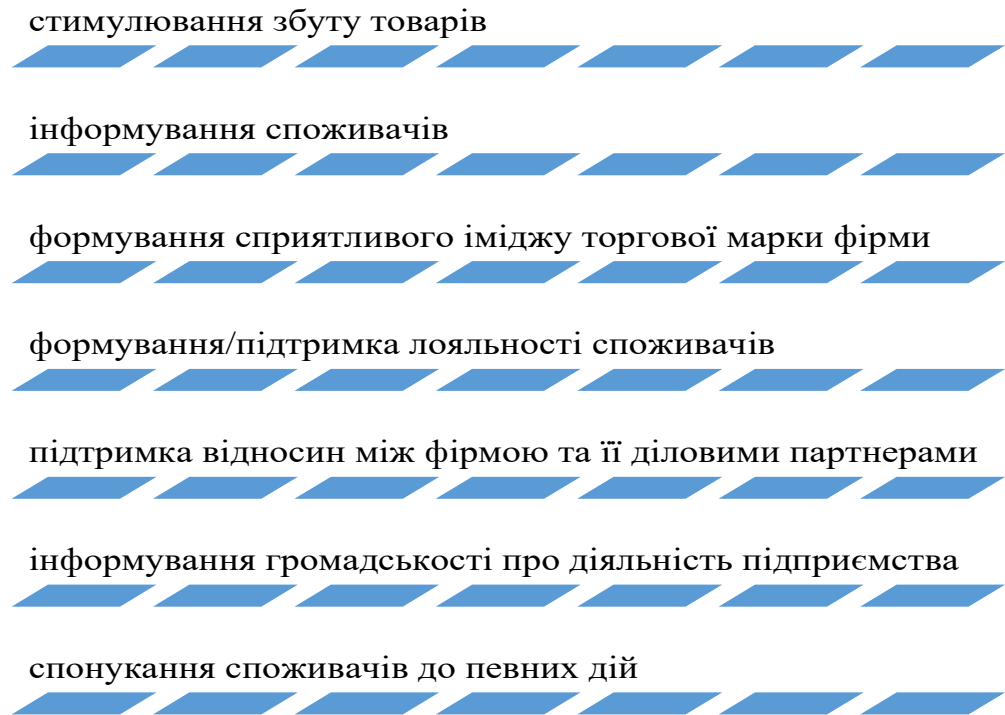 стимулювання збуту товарів
інформування споживачів
формування сприятливого іміджу торгової марки фірми
формування/підтримка лояльності споживачів
підтримка відносин між фірмою та її діловими партнерами
інформування громадськості про діяльність підприємства
спонукання споживачів до певних дій